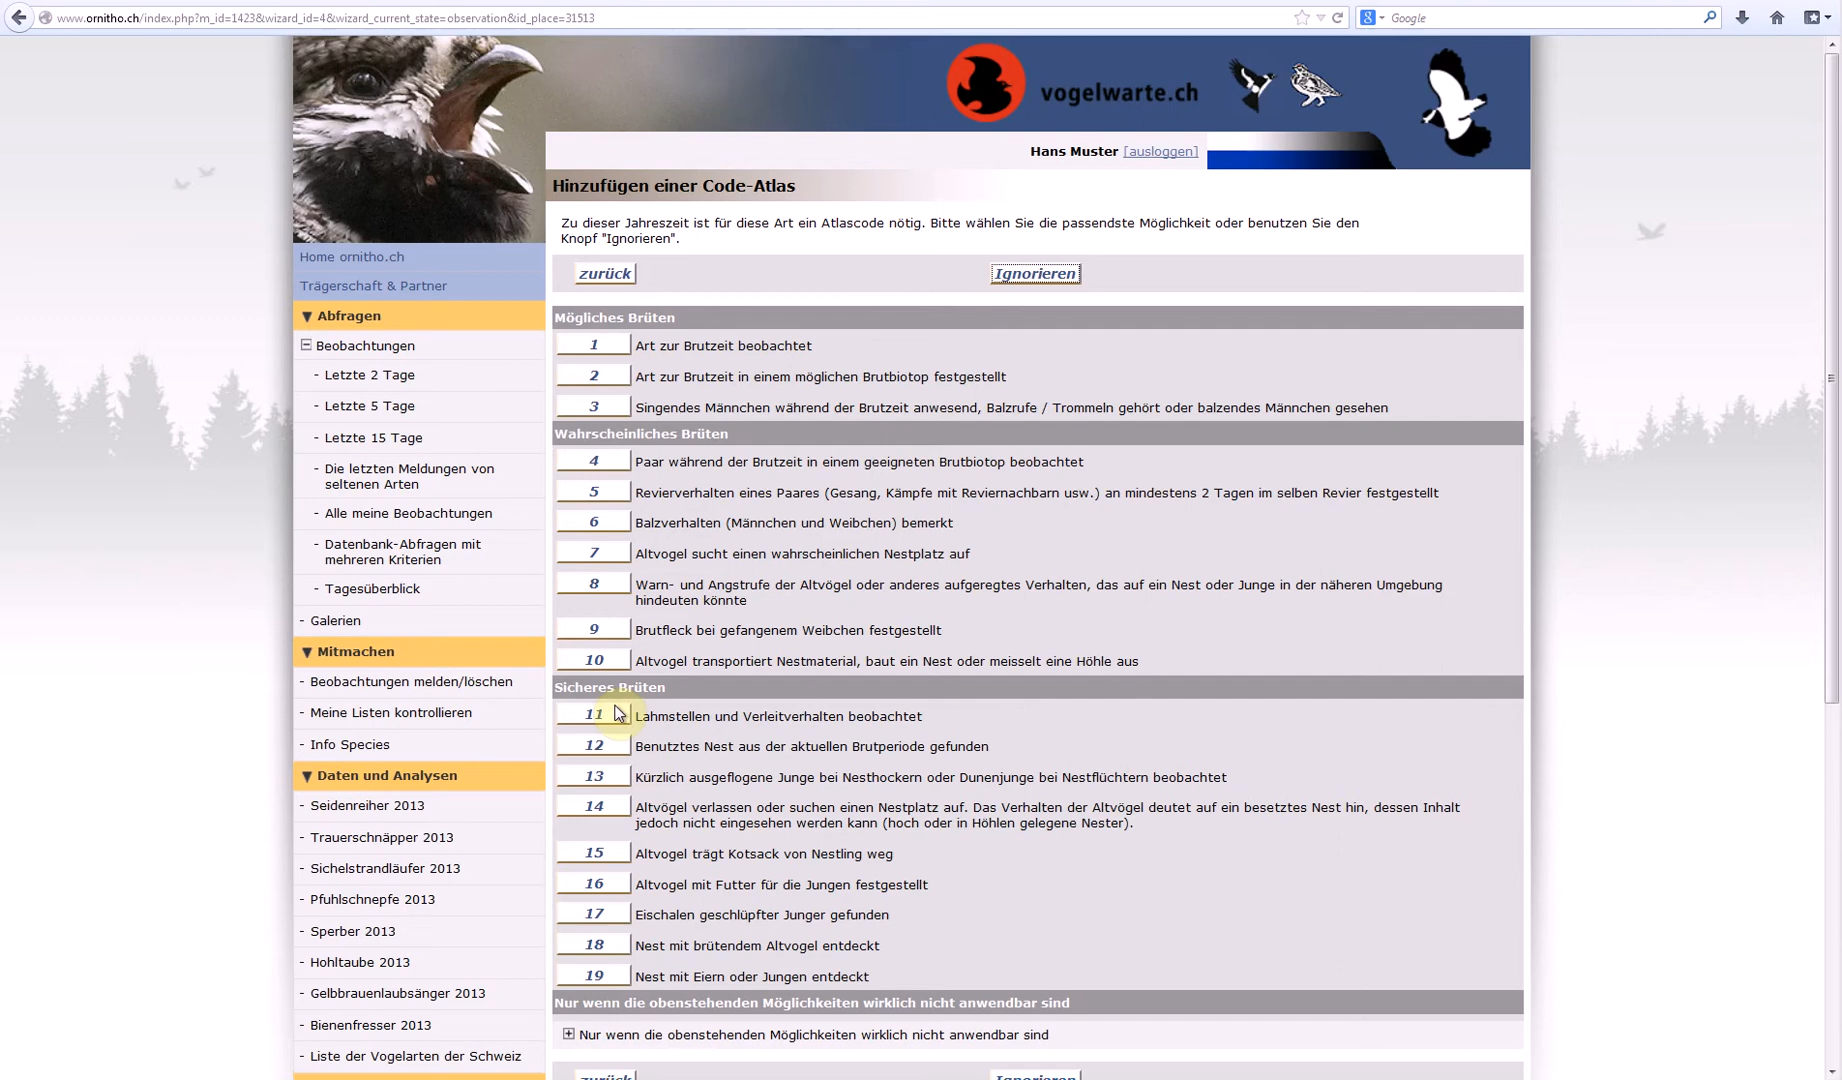 www.ornitho.ch/index.php?m_id=1423&wizard_id=4&wizard_current_state=observation&id_place=31513
Google
vogelwarte.ch
Hans Muster [ausloggen]
Hinzufügen einer Code-Atlas
Zu dieser Jahreszeit ist für diese Art ein Atlascode nötig. Bitte wählen Sie die passendste Möglichkeit oder benutzen Sie den
Knopf "Ignorieren".
zurück
Ignorieren
Home ornitho.ch
Trägerschaft & Partner
Abfragen
Beobachtungen
- Letzte 2 Tage
- Letzte 5 Tage
- Letzte 15 Tage
- Die letzten Meldungen von
seltenen Arten
- Alle meine Beobachtungen
- Datenbank-Abfragen mit
mehreren Kriterien
- Tagesüberblick
- Galerien
Mitmachen
- Beobachtungen melden/löschen
- Meine Listen kontrollieren
- Info Species
Daten und Analysen
- Seidenreiher 2013
- Trauerschnäpper 2013
- Sichelstrandläufer 2013
- Pfuhlschnepfe 2013
- Sperber 2013
- Hohltaube 2013
- Gelbbrauenlaubsänger 2013
- Bienenfresser 2013
- Liste der Vogelarten der Schweiz
Mögliches Brüten
1 Art zur Brutzeit beobachtet
2 Art zur Brutzeit in einem möglichen Brutbiotop festgestellt
3 Singendes Männchen während der Brutzeit anwesend, Balzrufe / Trommeln gehört oder balzendes Männchen gesehen
Wahrscheinliches Brüten
4 Paar während der Brutzeit in einem geeigneten Brutbiotop beobachtet
5 Revierverhalten eines Paares (Gesang, Kämpfe mit Reviernachbarn usw.) an mindestens 2 Tagen im selben Revier festgestellt
6 Balzverhalten (Männchen und Weibchen) bemerkt
7 Altvogel sucht einen wahrscheinlichen Nestplatz auf
8 Warn- und Angstrufe der Altvögel oder anderes aufgeregtes Verhalten, das auf ein Nest oder Junge in der näheren Umgebung
hindeuten könnte
9 Brutfleck bei gefangenem Weibchen festgestellt
10 Altvogel transportiert Nestmaterial, baut ein Nest oder meisselt eine Höhle aus
Sicheres Brüten
11 Lahmstellen und Verleitverhalten beobachtet
12 Benutztes Nest aus der aktuellen Brutperiode gefunden
13 Kürzlich ausgeflogene Junge bei Nesthockern oder Dunenjunge bei Nestflüchtern beobachtet
14 Altvögel verlassen oder suchen einen Nestplatz auf. Das Verhalten der Altvögel deutet auf ein besetztes Nest hin, dessen Inhalt
jedoch nicht eingesehen werden kann (hoch oder in Höhlen gelegene Nester).
15 Altvogel trägt Kotsack von Nestling weg
16 Altvogel mit Futter für die Jungen festgestellt
17 Eischalen geschlüpfter Junger gefunden
18 Nest mit brütendem Altvogel entdeckt
19 Nest mit Eiern oder Jungen entdeckt
Nur wenn die obenstehenden Möglichkeiten wirklich nicht anwendbar sind
Nur wenn die obenstehenden Möglichkeiten wirklich nicht anwendbar sind
zurück
Ignorieren